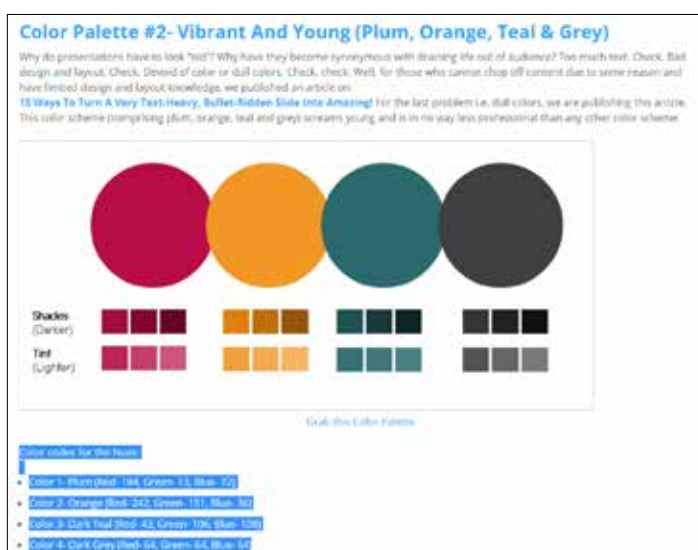 Color Palette #2- Vibrant And Young (Plum, Orange, Teal & Grey)
Why do presentations have to look "old"? Why have they become synonymous with draining life out of audience? Too much text. Check. Bad
design and layout. Check. Devoid of color or dull colors. Check, check. Well, for those who cannot chop off content due to some reason and
have limited design and layout knowledge, we published an article on
15 Ways To Turn A Very Text-Heavy, Bullet-Ridden Slide Into Amazing! For the last problem i.e. dull colors, we are publishing this article.
This color scheme comprising plum, orange, teal and greys screams young and is in no way less professional than any other color scheme.
Shades
(Darker)
Tint
(Lighter)
Grab this Color Palette
Color codes for the hues:
Color 1- Plum (Red- 184, Green- 13, Blue- 72)
Color 2- Orange (Red- 242, Green- 151, Blue- 36)
Color 3- Dark Teal (Red- 43, Green- 106, Blue- 108)
Color 4- Dark Grey (Red- 64, Green- 64, Blue- 64)